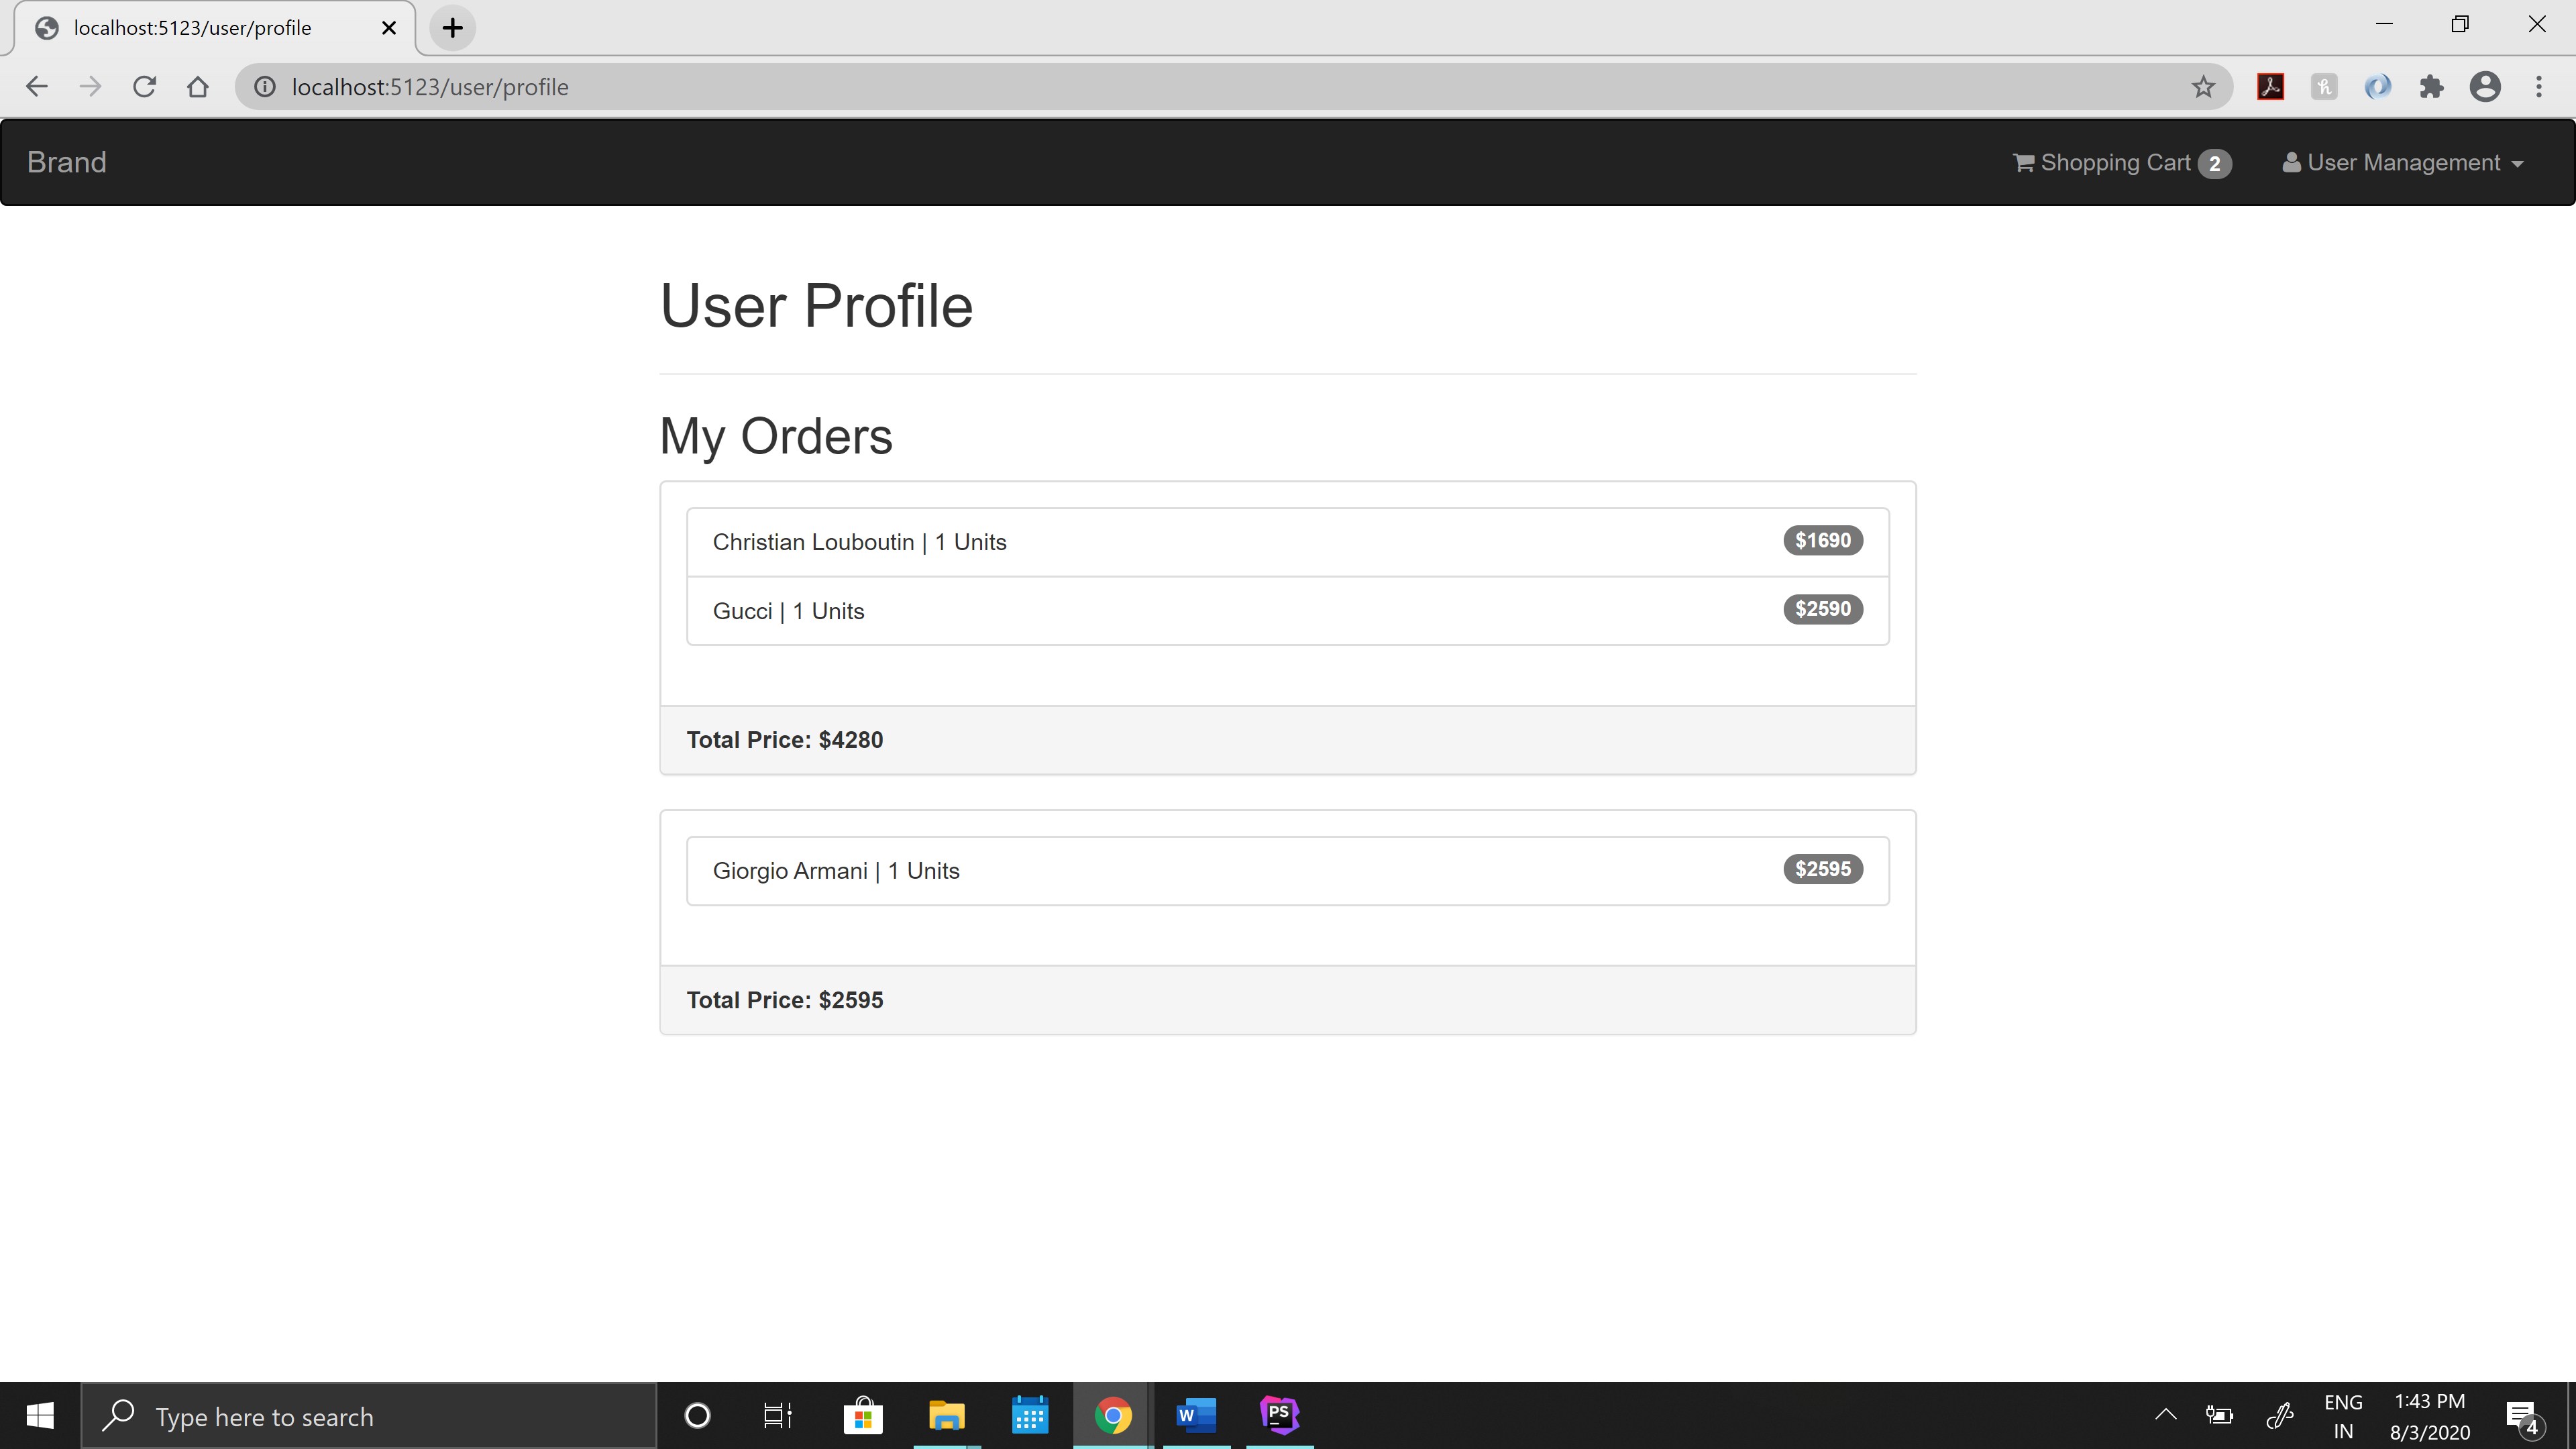 localhost:5123/user/profile
localhost:5123/user/profile
Brand
Shopping Cart 2
User Management
User Profile
My Orders
Christian Louboutin | 1 Units
$1690
Gucci | 1 Units
$2590
Total Price: $4280
Giorgio Armani | 1 Units
$2595
Total Price: $2595
Type here to search
W
PS
ENG
IN
1:43 PM
8/3/2020
4